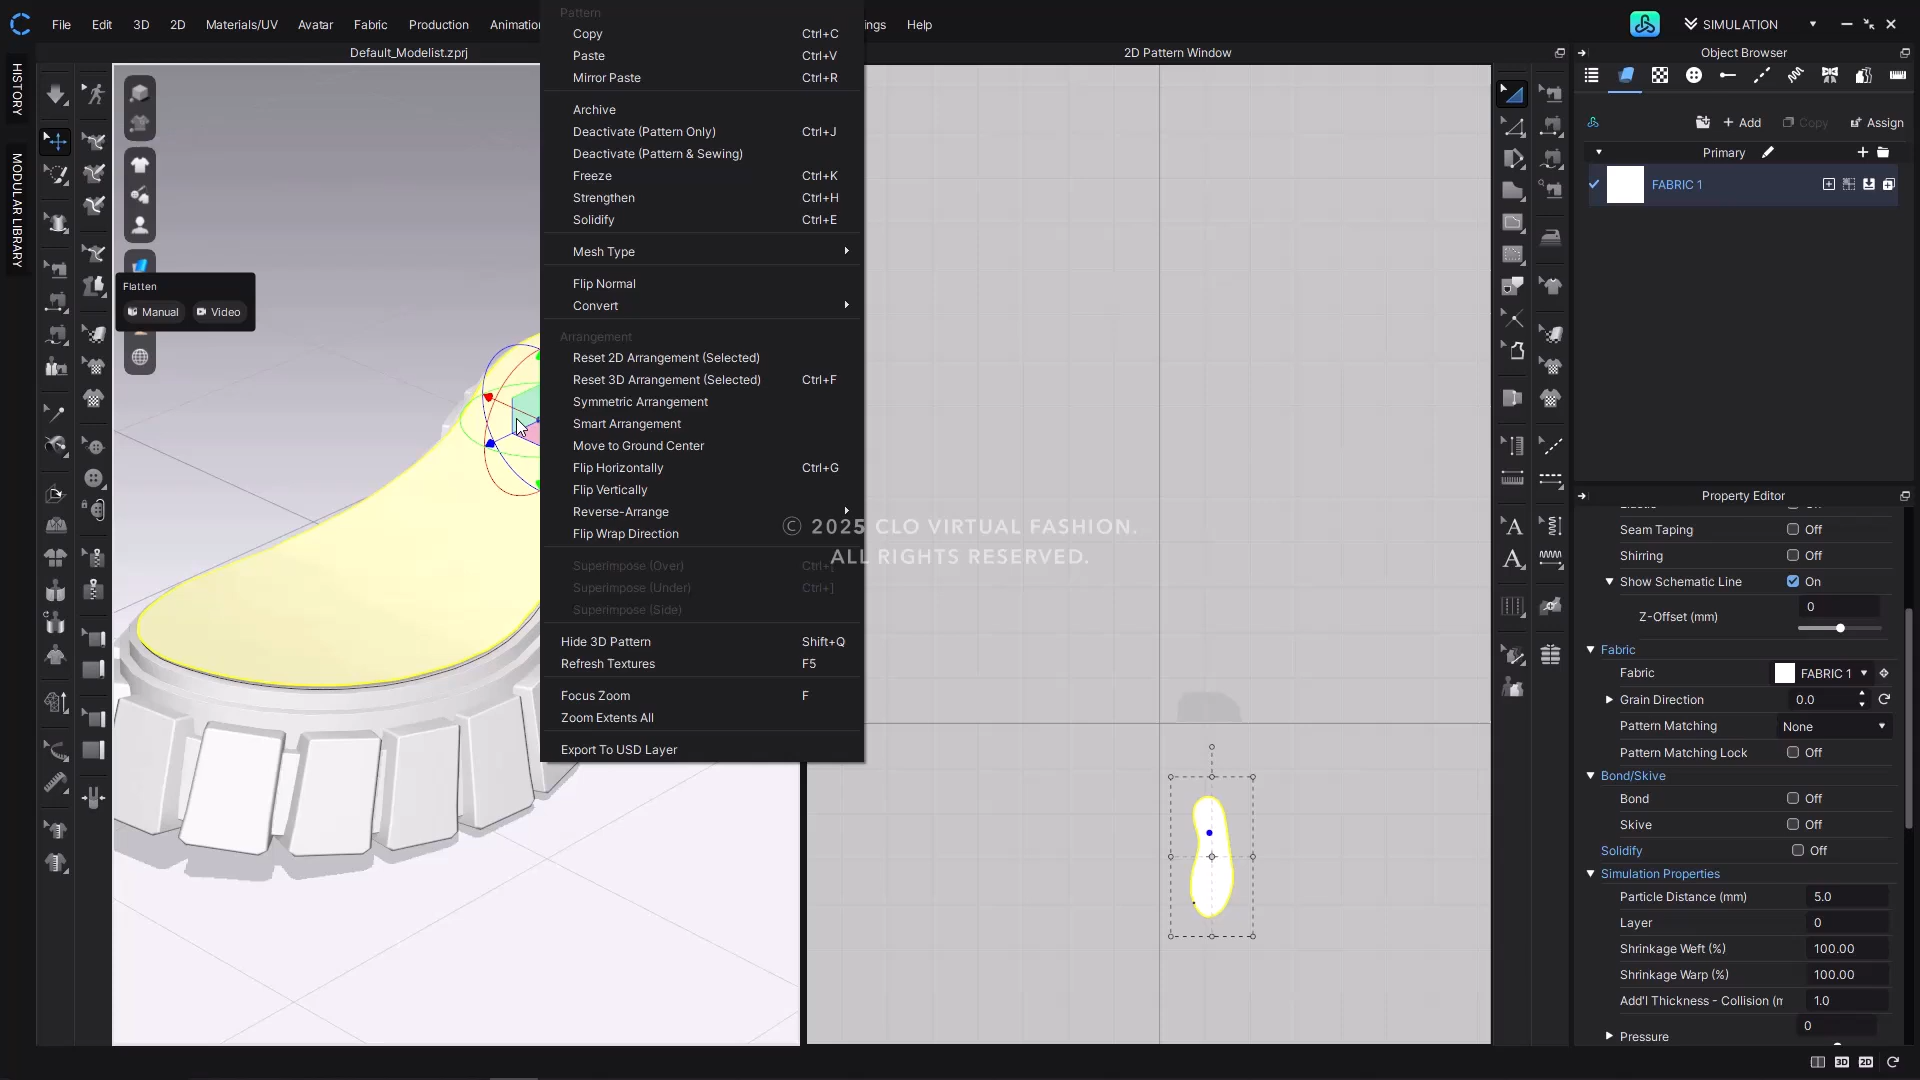 File Edit 3D 2D Materials/UV Avatar Fabric Production Help
SIMULATION
HISTORY
MODULAR LIBRARY
Default_Modelist.zprj
2D Pattern Window
Object Browser
Flatten
Manual Video
Pattern
Copy Ctrl+C
Paste Ctrl+V
Mirror Paste Ctrl+R
Archive
Deactivate (Pattern Only) Ctrl+J
Deactivate (Pattern & Sewing)
Freeze Ctrl+K
Strengthen Ctrl+H
Solidify Ctrl+E
Mesh Type
Flip Normal
Convert
Arrangement
Reset 2D Arrangement (Selected)
Reset 3D Arrangement (Selected) Ctrl+F
Symmetric Arrangement
Smart Arrangement
Move to Ground Center
Flip Horizontally Ctrl+G
Flip Vertically
Reverse-Arrange
Flip Wrap Direction
Superimpose (Over) Ctrl+[
Superimpose (Under) Ctrl+]
Superimpose (Side)
Hide 3D Pattern Shift+Q
Refresh Textures F5
Focus Zoom F
Zoom Extents All
Export To USD Layer
© 2025 CLO VIRTUAL FASHION.
ALL RIGHTS RESERVED.
+ Add Copy Assign
Primary
FABRIC 1
Property Editor
Seam Taping Off
Shirring Off
Show Schematic Line On
Z-Offset (mm) 0
Fabric
Fabric FABRIC 1
Grain Direction 0.0
Pattern Matching None
Pattern Matching Lock Off
Bond/Skive
Bond Off
Skive Off
Solidify Off
Simulation Properties
Particle Distance (mm) 5.0
Layer 0
Shrinkage Weft (%) 100.00
Shrinkage Warp (%) 100.00
Add'l Thickness - Collision (m 1.0
Pressure 0
3D 2D